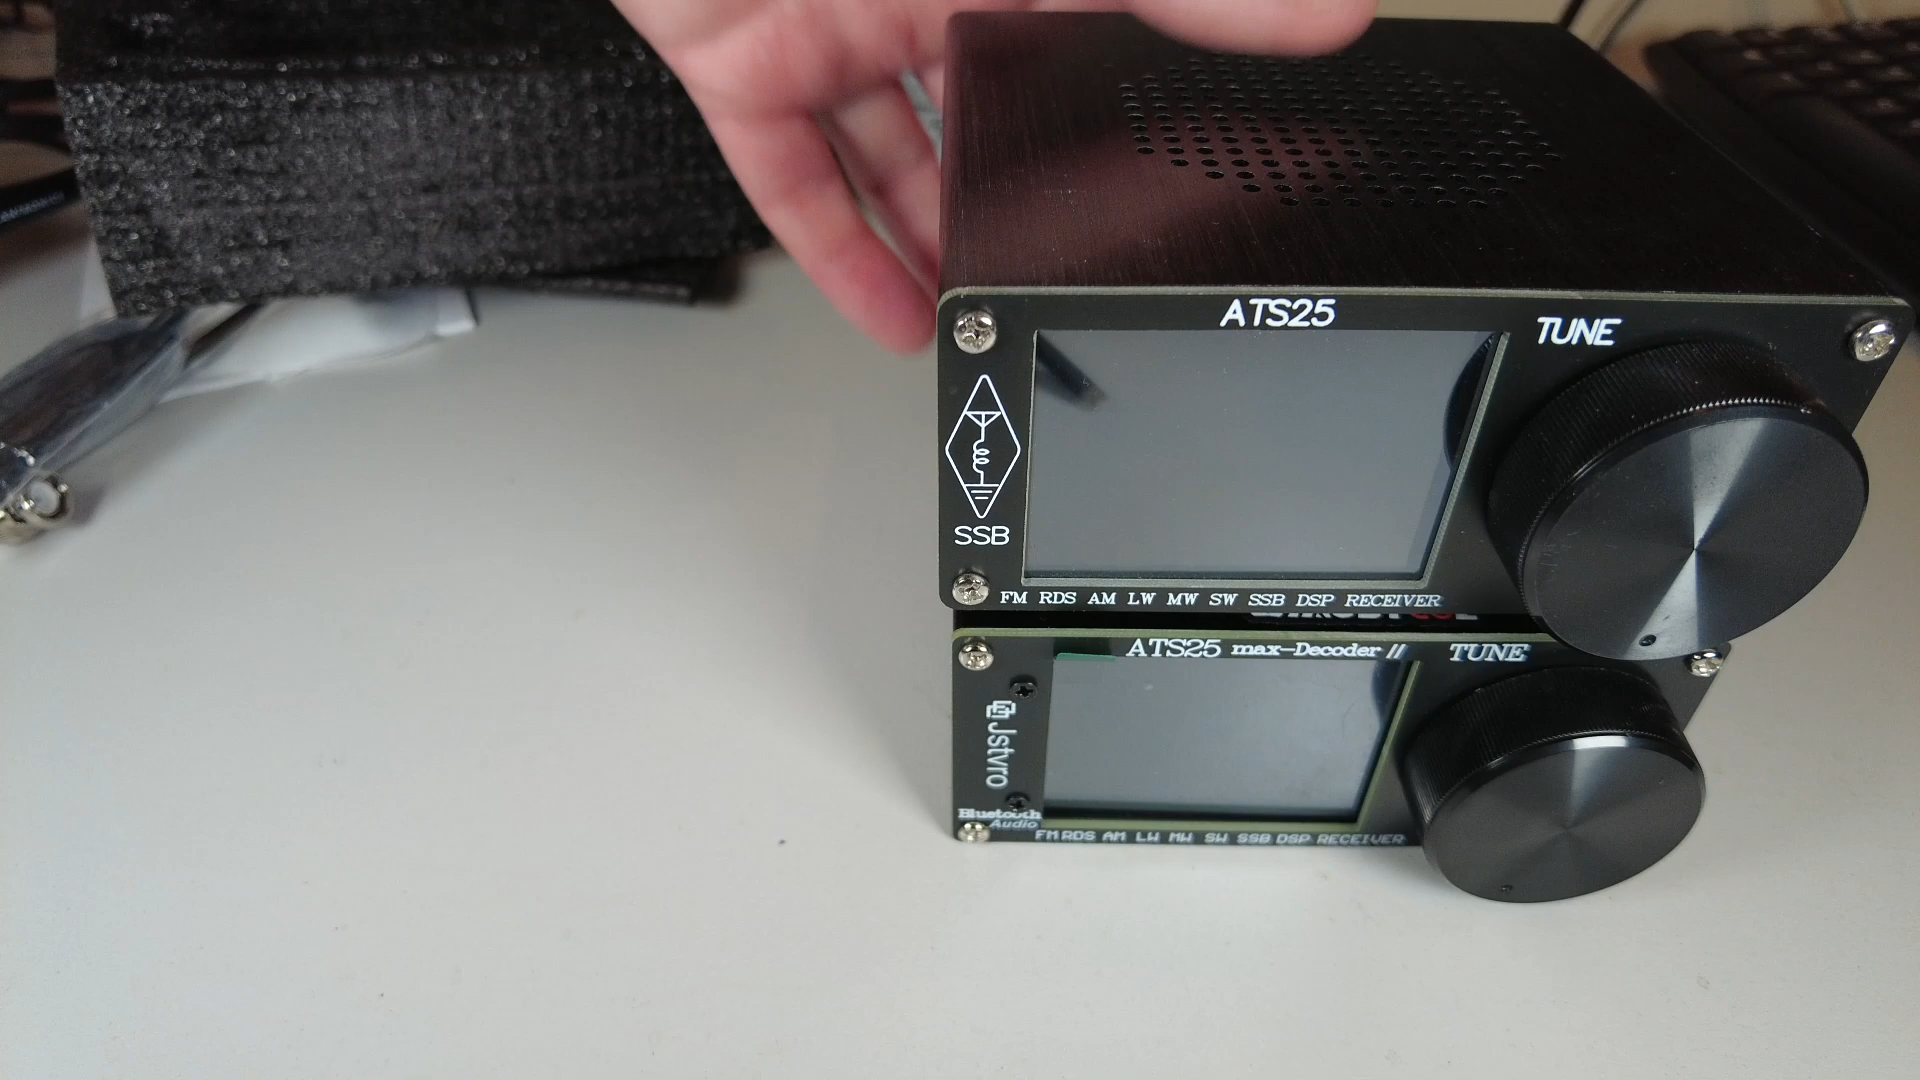 ATS25
TUNE
SSB
FM RDS AM LW MW SW SSB DSP RECEIVER
ATS25 max-Decoder II
TUNE
Jstvro
Bluetooth
Audio
FM RDS AM LW MW SW SSB DSP RECEIVER